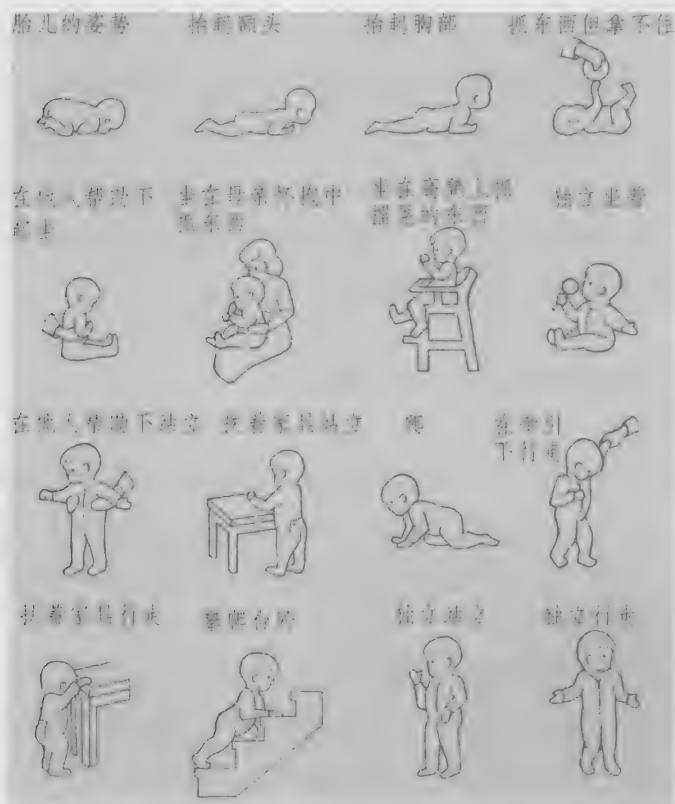 胎儿的姿势
抬起头
抬起胸部
抓东西但拿不住
在他人帮助下
坐在母亲怀抱中
抓东西
坐在高椅上抓
的东西
独立坐着
在他人帮助下站立
扶着家具站立
爬
在牵引
下行走
扶着家具行走
攀爬台阶
独立站立
独立行走